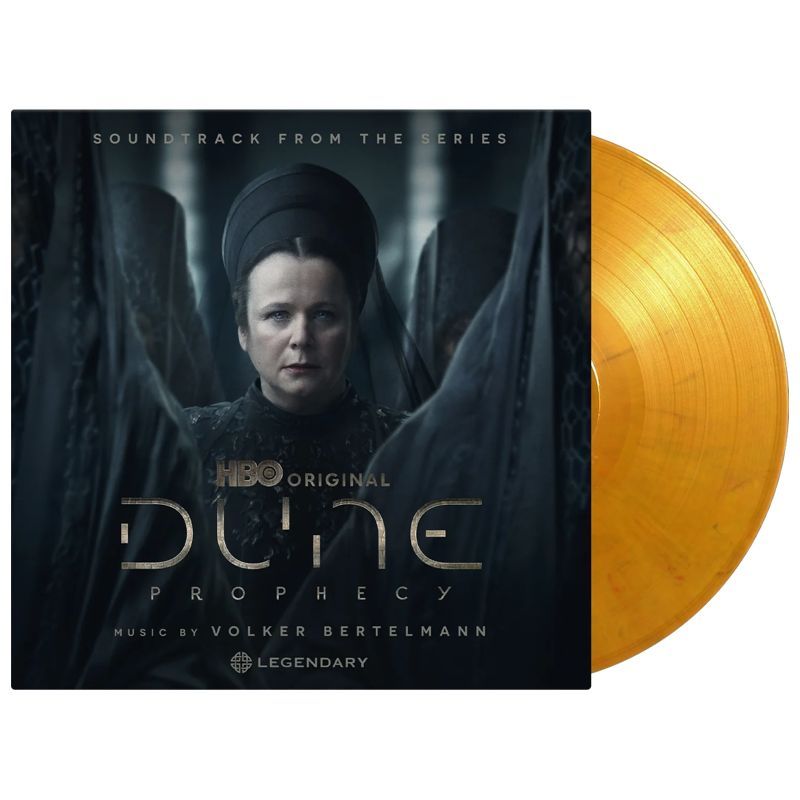 SOUNDTRACK FROM THE SERIES
HBO ORIGINAL
DUNE
PROPHECY
MUSIC BY VOLKER BERTELMANN
LEGENDARY